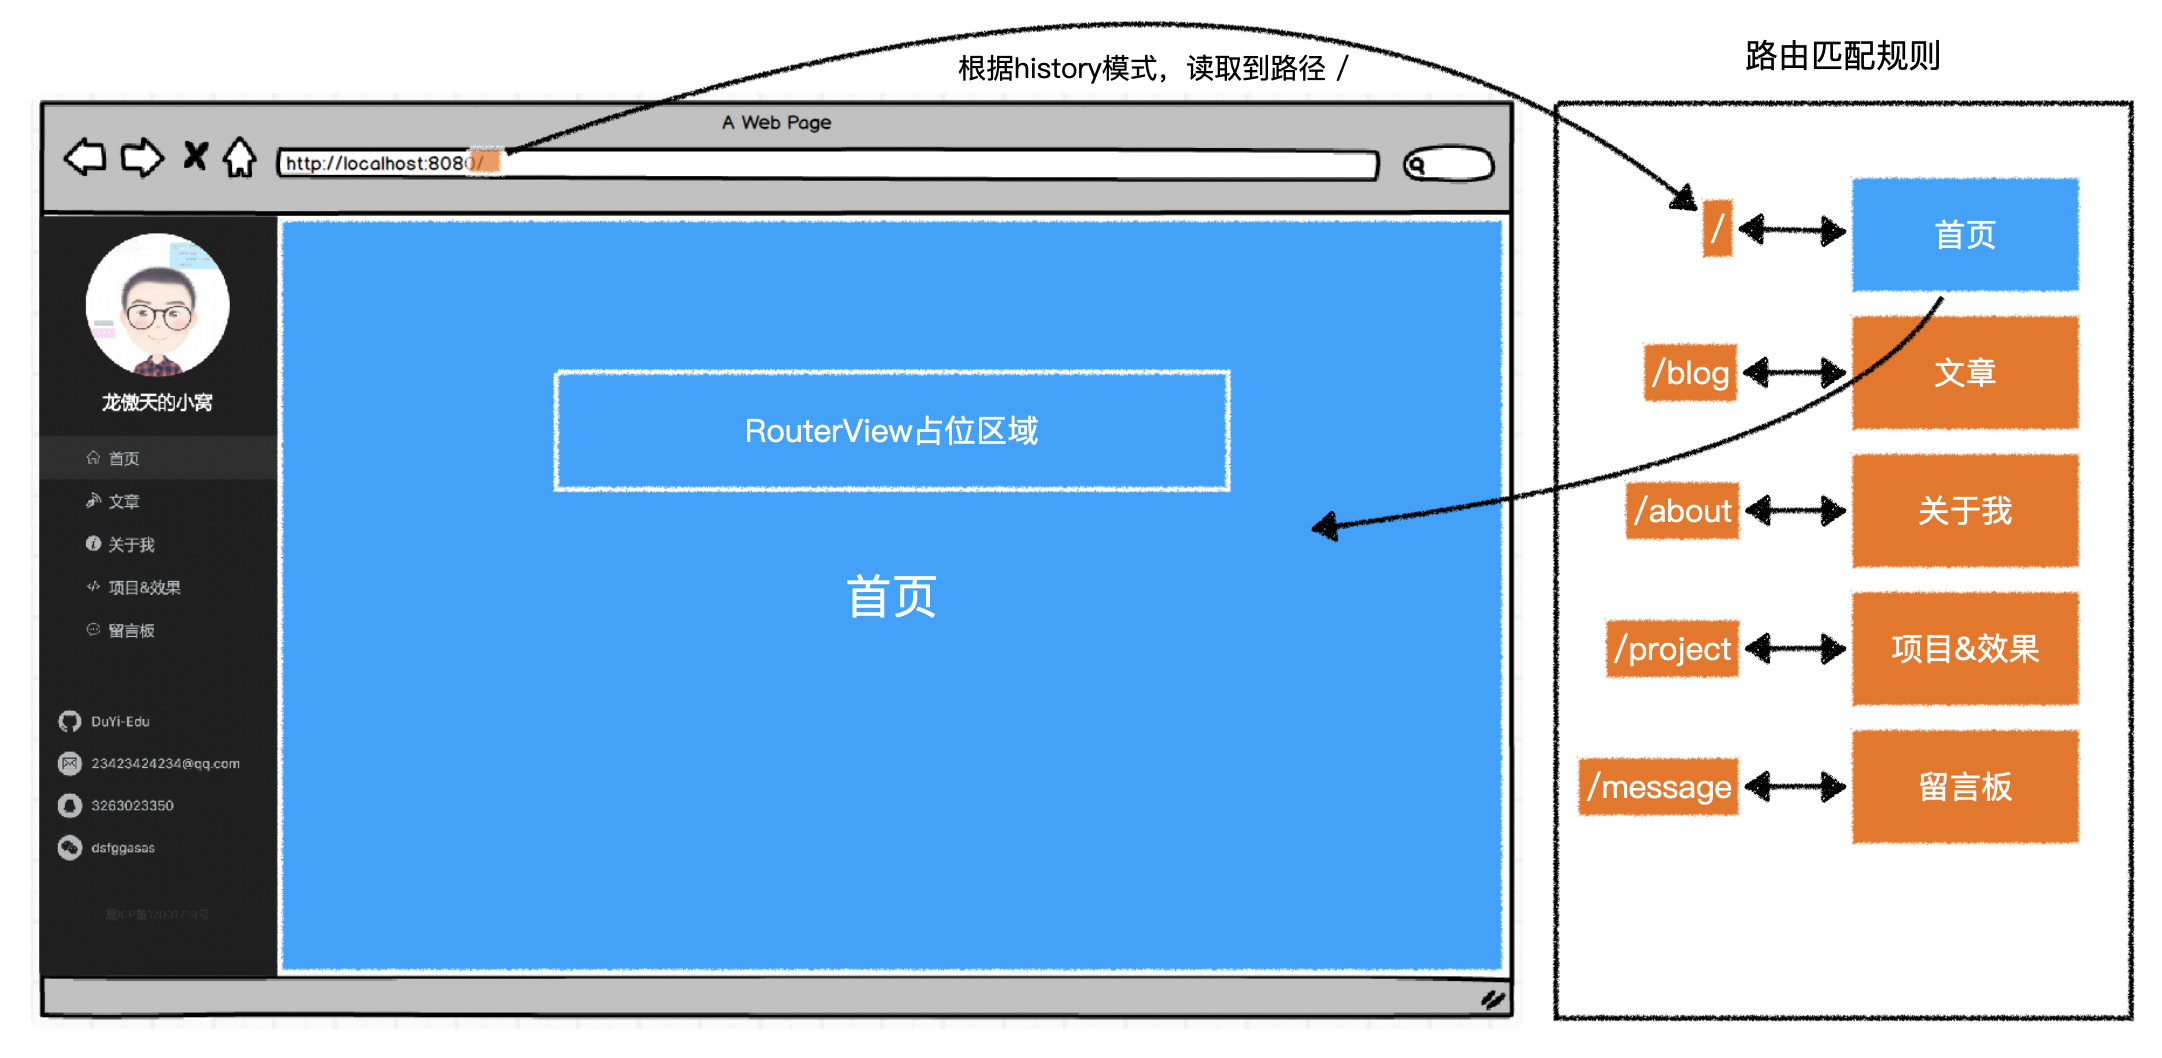 根据history模式，读取到路径 /
路由匹配规则
A Web Page
http://localhost:8080/
龙傲天的小窝
首页
文章
关于我
项目&效果
留言板
DuYi-Edu
23423424234@qq.com
3263023350
dsfggasas
RouterView占位区域
首页
/
首页
/blog
文章
/about
关于我
/project
项目&效果
/message
留言板